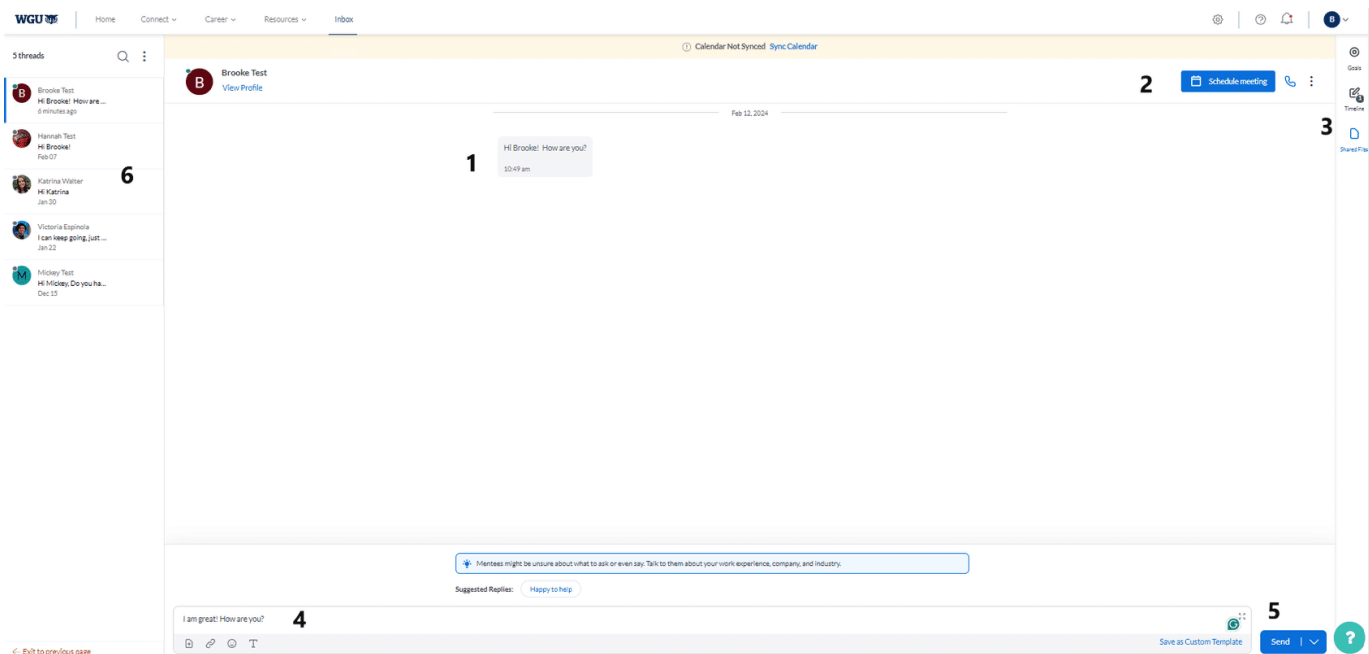 WGU
Home
Connect
Career
Resources
Inbox
B
5 threads
Calendar Not Synced Sync Calendar
B
Brooke Test
Hi Brooke! How are ...
6 minutes ago
Hannah Test
Hi Brooke!
Feb 07
6
Katrina Walter
Hi Katrina
Jan 30
Victoria Espinola
I can keep going, just ...
Jan 22
M
Mickey Test
Hi Mickey, Do you ha...
Dec 15
Exit to previous page
B
Brooke Test
View Profile
2
Schedule meeting
Feb 12, 2024
1
Hi Brooke! How are you?
10:49 am
Goals
Timeline
3
Shared Files
Mentees might be unsure about what to ask or even say. Talk to them about your work experience, company, and industry.
Suggested Replies: Happy to help
I am great! How are you?
4
T
Save as Custom Template
5
Send
?